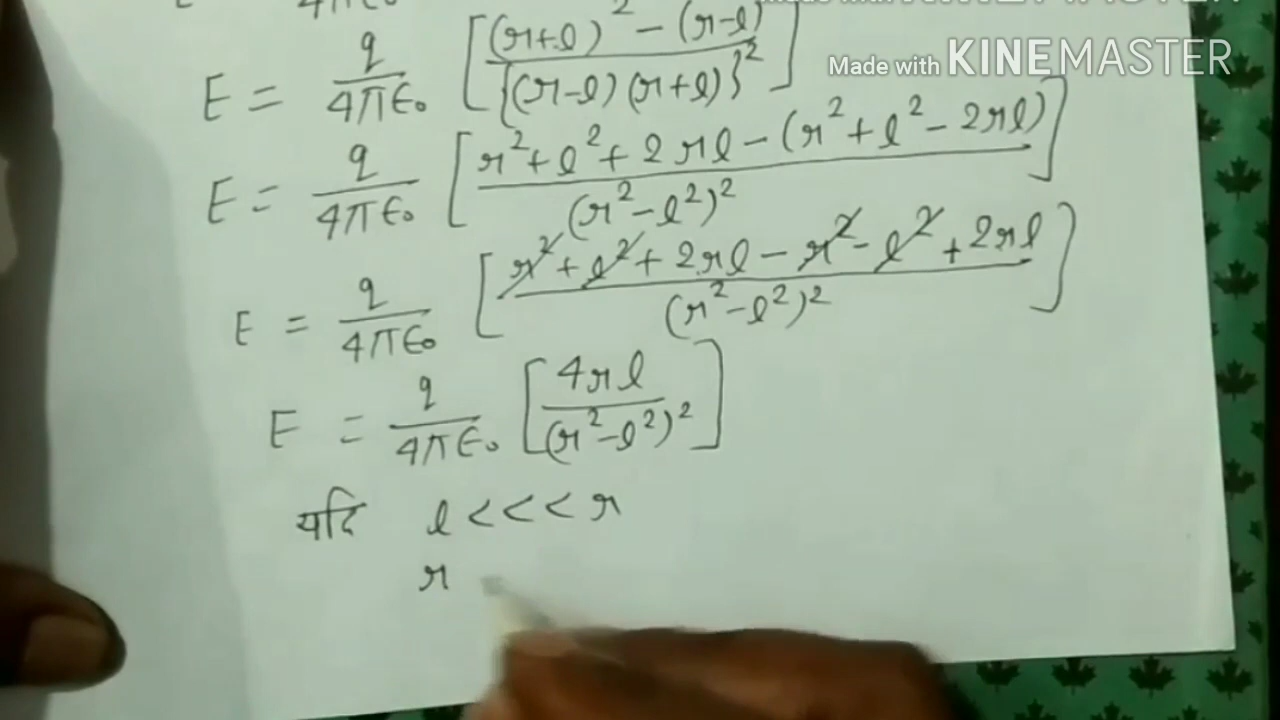 4πε₀
Made with KINEMASTER
E = q/4πε₀ [(r+l)² - (r-l)/{(r-l)(r+l)}²]
E = q/4πε₀ [r²+l²+2rl-(r²+l²-2rl)/(r²-l²)²]
E = q/4πε₀ [r²+l²+2rl-r²-l²+2rl/(r²-l²)²]
E = q/4πε₀ [4rl/(r²-l²)²]
यदि l <<< r
r